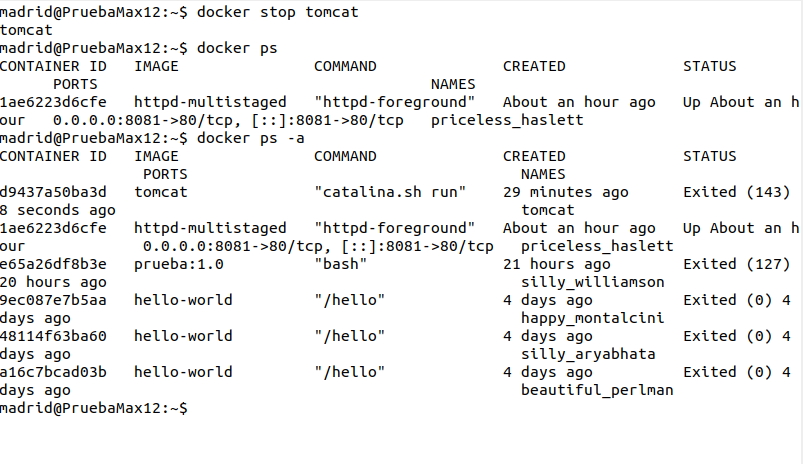 madrid@PruebaMax12:~$ docker stop tomcat
tomcat
madrid@PruebaMax12:~$ docker ps
CONTAINER ID   IMAGE               COMMAND              CREATED             STATUS
      PORTS                                     NAMES
1ae6223d6cfe   httpd-multistaged   "httpd-foreground"   About an hour ago   Up About an h
our   0.0.0.0:8081->80/tcp, [::]:8081->80/tcp   priceless_haslett
madrid@PruebaMax12:~$ docker ps -a
CONTAINER ID   IMAGE               COMMAND              CREATED             STATUS
                PORTS                                     NAMES
d9437a50ba3d   tomcat              "catalina.sh run"    29 minutes ago      Exited (143)
8 seconds ago                                             tomcat
1ae6223d6cfe   httpd-multistaged   "httpd-foreground"   About an hour ago   Up About an h
our             0.0.0.0:8081->80/tcp, [::]:8081->80/tcp   priceless_haslett
e65a26df8b3e   prueba:1.0          "bash"               21 hours ago        Exited (127)
20 hours ago                                              silly_williamson
9ec087e7b5aa   hello-world         "/hello"             4 days ago          Exited (0) 4
days ago                                                  happy_montalcini
48114f63ba60   hello-world         "/hello"             4 days ago          Exited (0) 4
days ago                                                  silly_aryabhata
a16c7bcad03b   hello-world         "/hello"             4 days ago          Exited (0) 4
days ago                                                  beautiful_perlman
madrid@PruebaMax12:~$